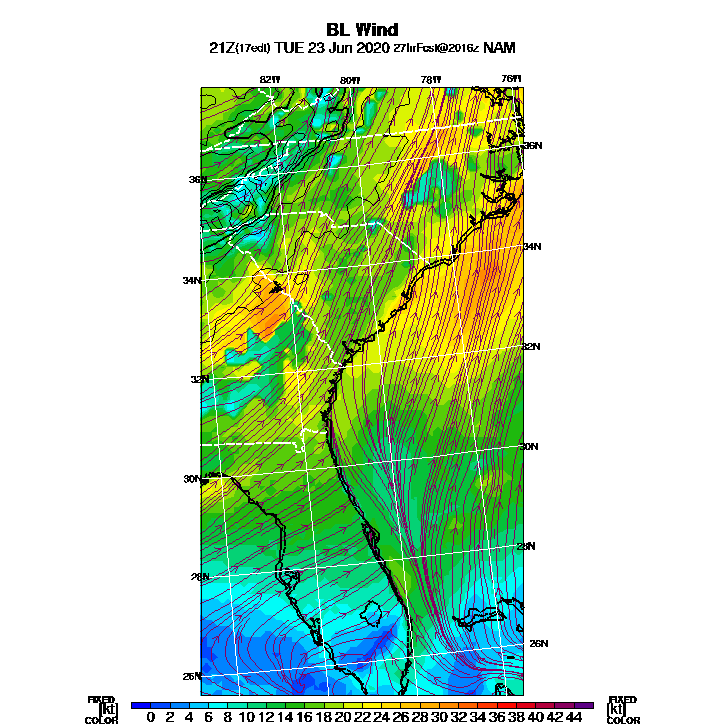 BL Wind
21Z(17edt) TUE 23 Jun 2020 27hrFcst@2016z NAM
82W 80W 78W 76W
36N
36N
34N
34N
32N
32N
30N
30N
28N
28N
26N
26N
FIXED FIXED
[kt] 0 2 4 6 8 10 12 14 16 18 20 22 24 26 28 30 32 34 36 38 40 42 44 [kt]
COLOR COLOR